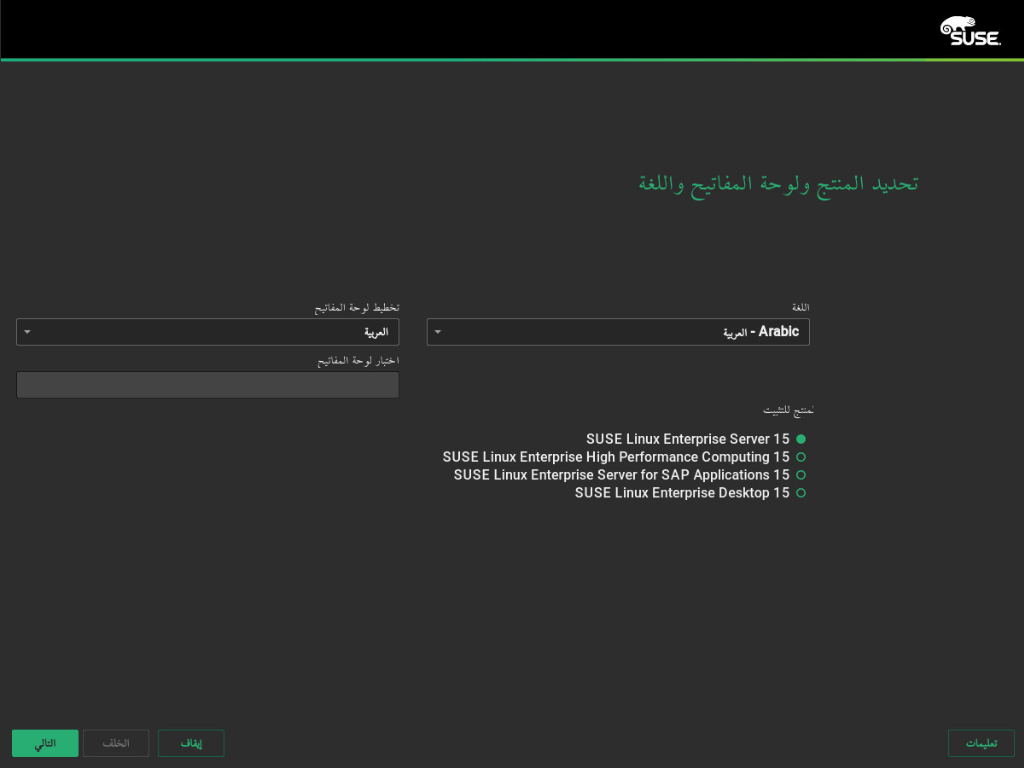 SUSE
تحديد المنتج ولوحة المفاتيح واللغة
اللغة
العربية - Arabic
تخطيط لوحة المفاتيح
العربية
اختبار لوحة المفاتيح
لمنتج للتثبيت
SUSE Linux Enterprise Server 15
SUSE Linux Enterprise High Performance Computing 15
SUSE Linux Enterprise Server for SAP Applications 15
SUSE Linux Enterprise Desktop 15
تعليمات
إيقاف
الخلف
التالي